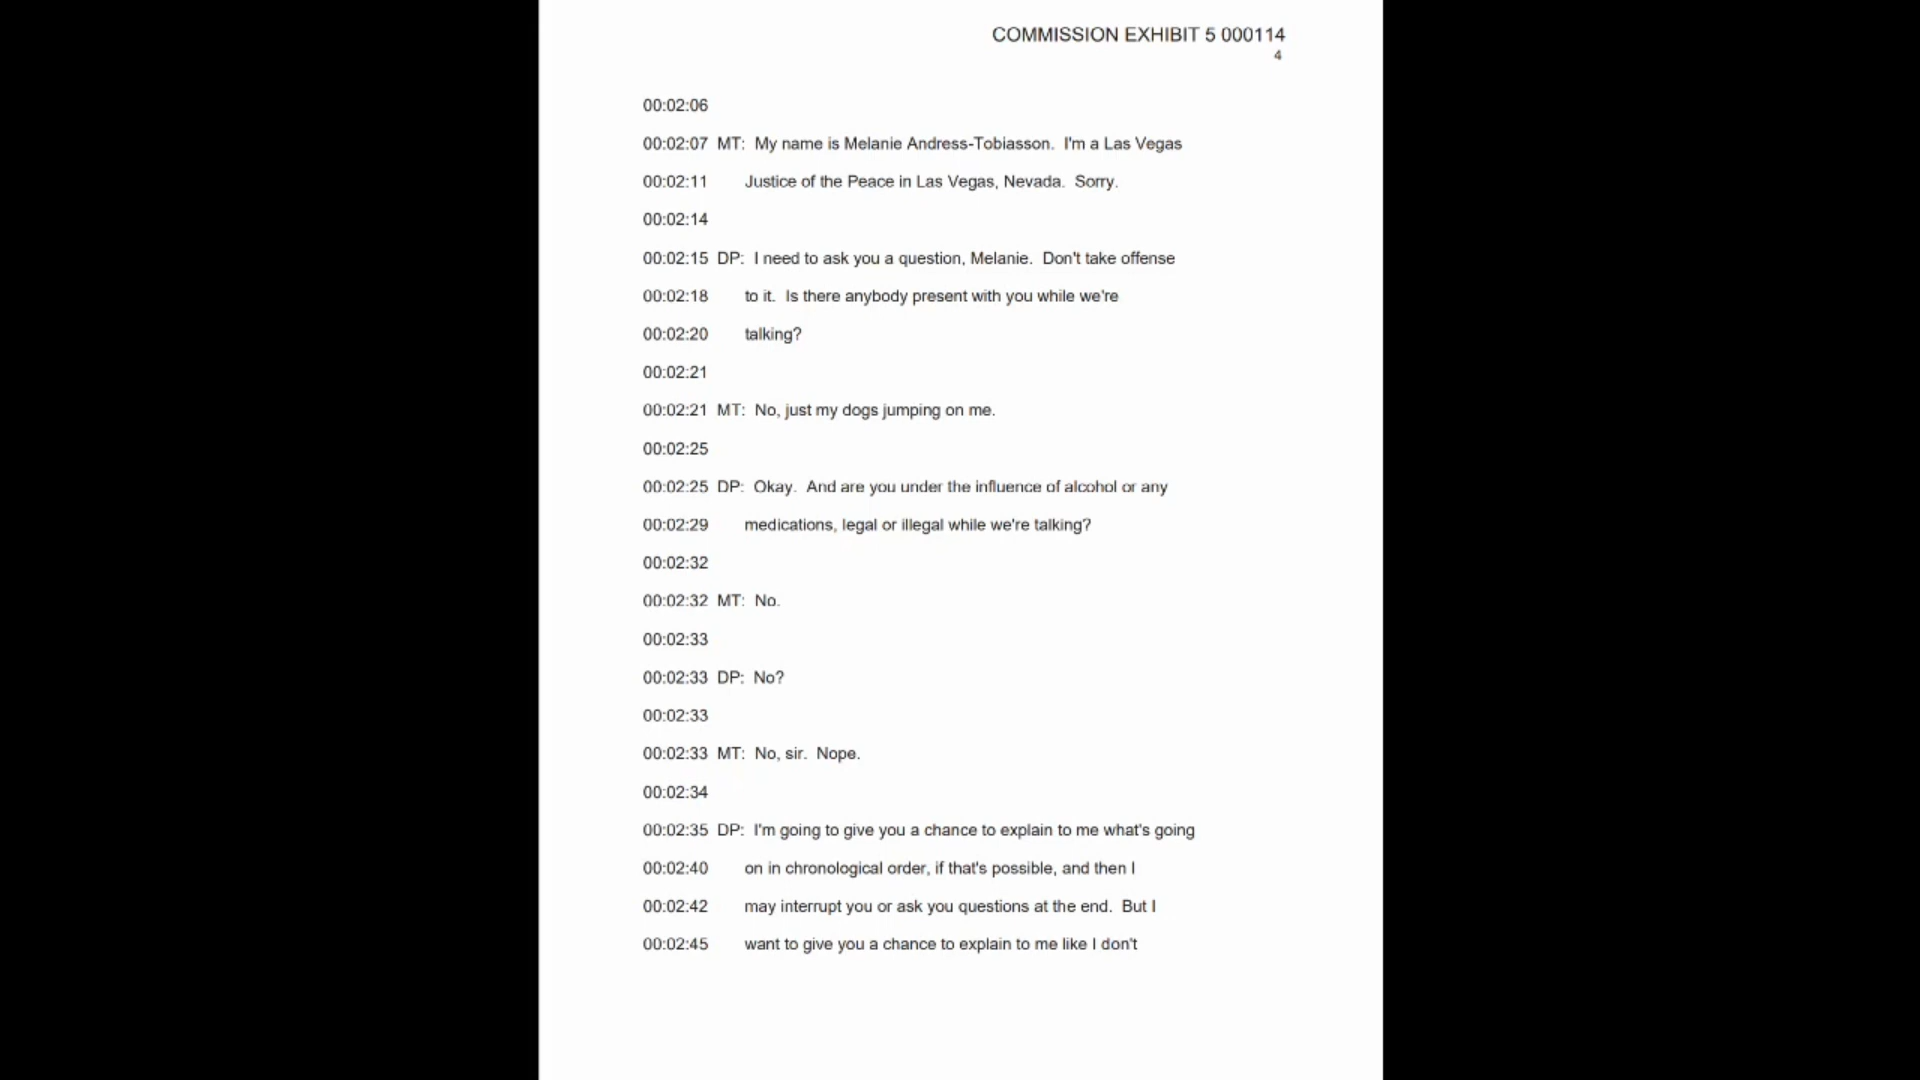 COMMISSION EXHIBIT 5 000114
4
00:02:06
00:02:07 MT: My name is Melanie Andress-Tobiasson. I'm a Las Vegas
00:02:11 Justice of the Peace in Las Vegas, Nevada. Sorry.
00:02:14
00:02:15 DP: I need to ask you a question, Melanie. Don't take offense
00:02:18 to it. Is there anybody present with you while we're
00:02:20 talking?
00:02:21
00:02:21 MT: No, just my dogs jumping on me.
00:02:25
00:02:25 DP: Okay. And are you under the influence of alcohol or any
00:02:29 medications, legal or illegal while we're talking?
00:02:32
00:02:32 MT: No.
00:02:33
00:02:33 DP: No?
00:02:33
00:02:33 MT: No, sir. Nope.
00:02:34
00:02:35 DP: I'm going to give you a chance to explain to me what's going
00:02:40 on in chronological order, if that's possible, and then I
00:02:42 may interrupt you or ask you questions at the end. But I
00:02:45 want to give you a chance to explain to me like I don't